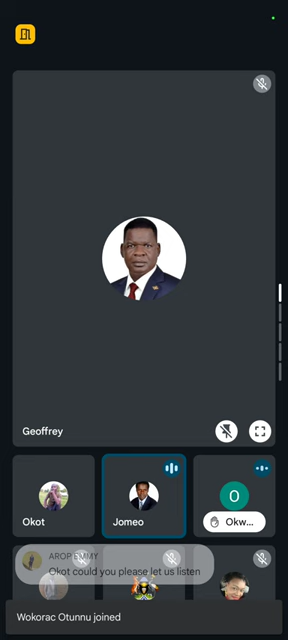 Geoffrey
Okot
Jomeo
O
Okw...
AROP EMMY
Okot could you please let us listen
Wokorac Otunnu joined